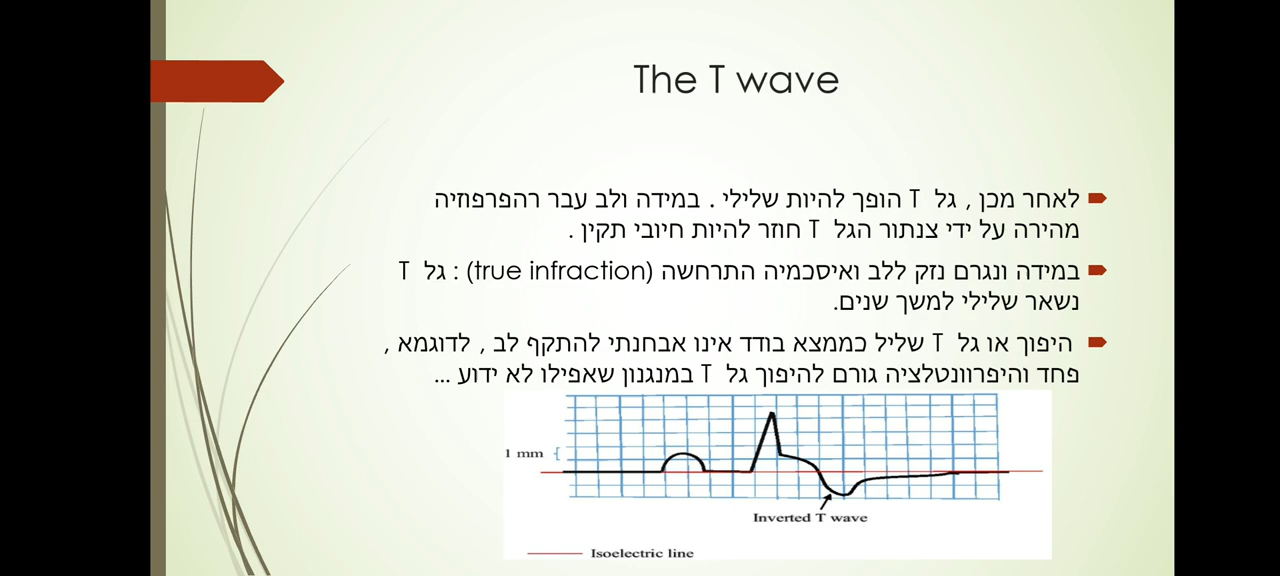 The T wave
לאחר מכן , גל T הופך להיות שלילי . במידה ולב עבר רהפרפוזיה
מהירה על ידי צנתור הגל T חוזר להיות חיובי תקין .
במידה ונגרם נזק ללב ואיסכמיה התרחשה (true infraction) : גל T
נשאר שלילי למשך שנים.
היפוך או גל T שליל כממצא בודד אינו אבחנתי להתקף לב , לדוגמא ,
פחד והיפרוונטלציה גורם להיפוך גל T במנגנון שאפילו לא ידוע ...
1 mm
Inverted T wave
Isoelectric line